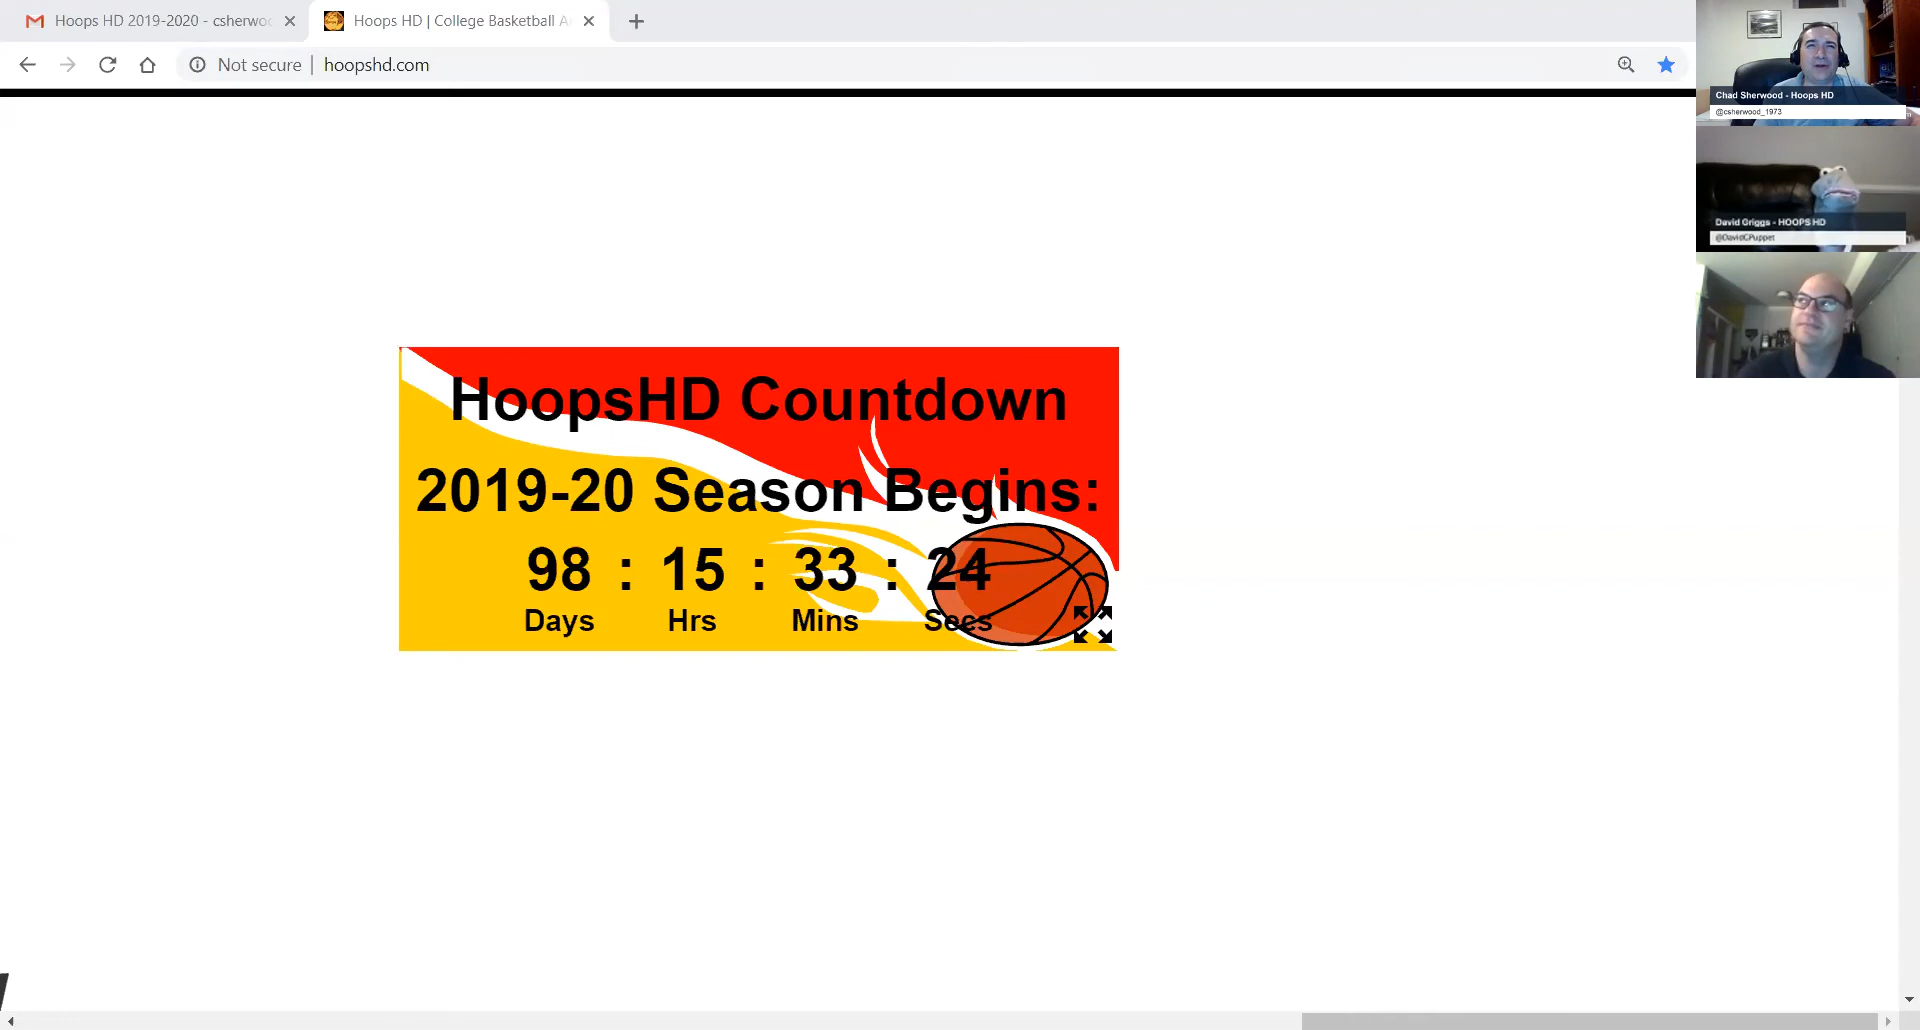 Hoops HD 2019-2020 - csherwo
Hoops HD | College Basketball A
Not secure | hoopshd.com
Chad Sherwood - Hoops HD
@csherwood_1973
David Griggs - HOOPS HD
@DavidCPuppet
HoopsHD Countdown
2019-20 Season Begins:
98 : 15 : 33 : 24
Days Hrs Mins Secs